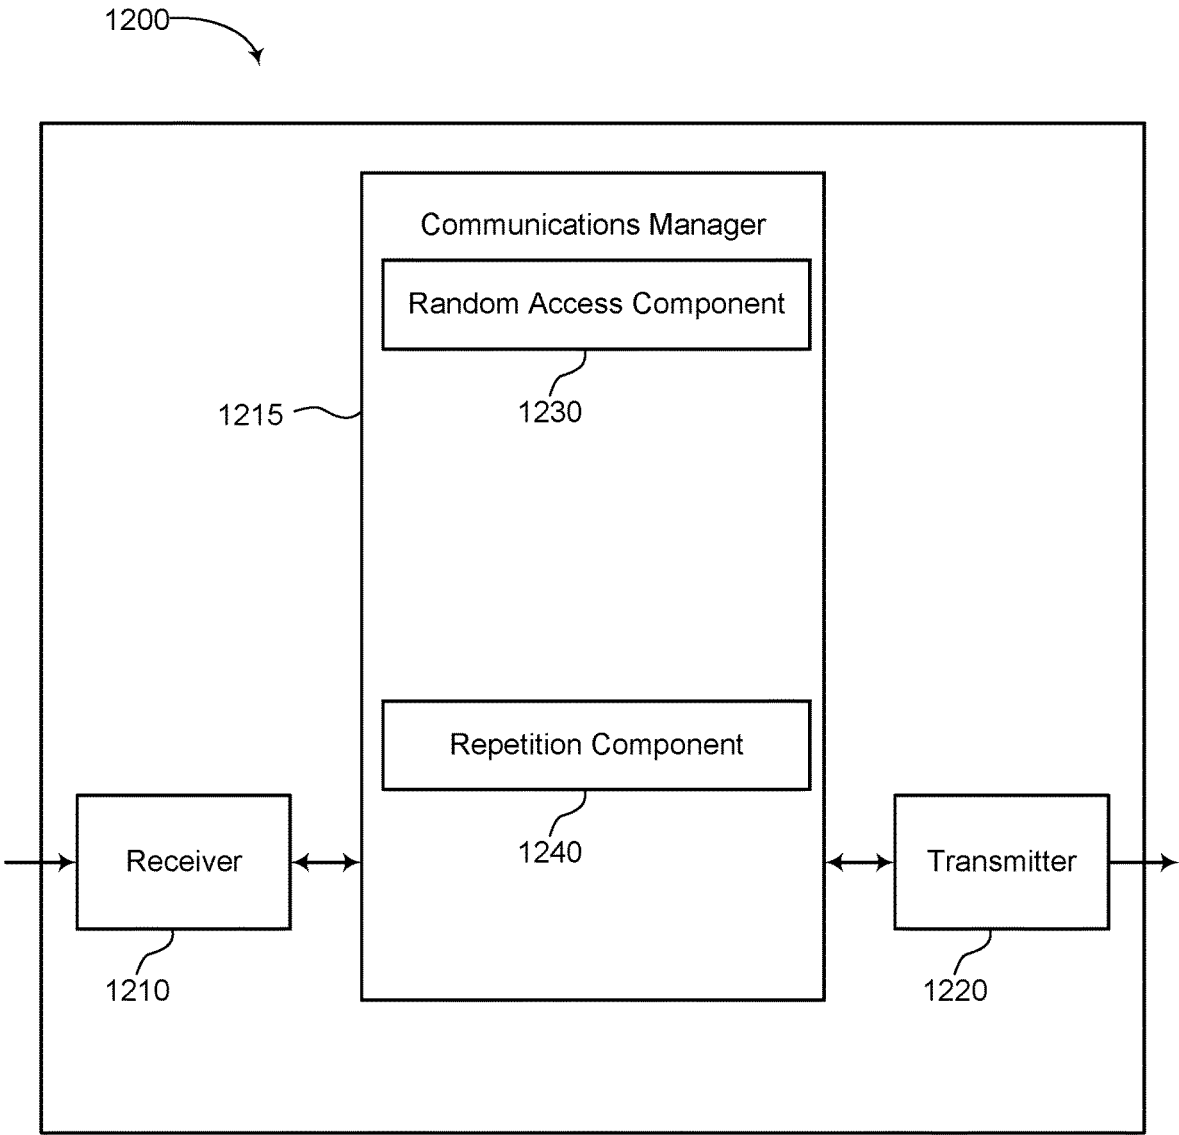 1200
Communications Manager
Random Access Component
1230
1215
Repetition Component
1240
Receiver
1210
Transmitter
1220